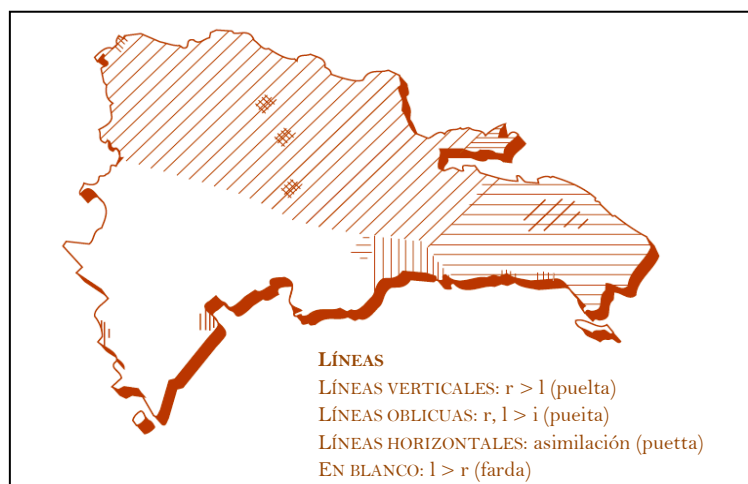 LÍNEAS
LÍNEAS VERTICALES: r > l (puelta)
LÍNEAS OBLICUAS: r, l > i (pueita)
LÍNEAS HORIZONTALES: asimilación (puetta)
EN BLANCO: l > r (farda)